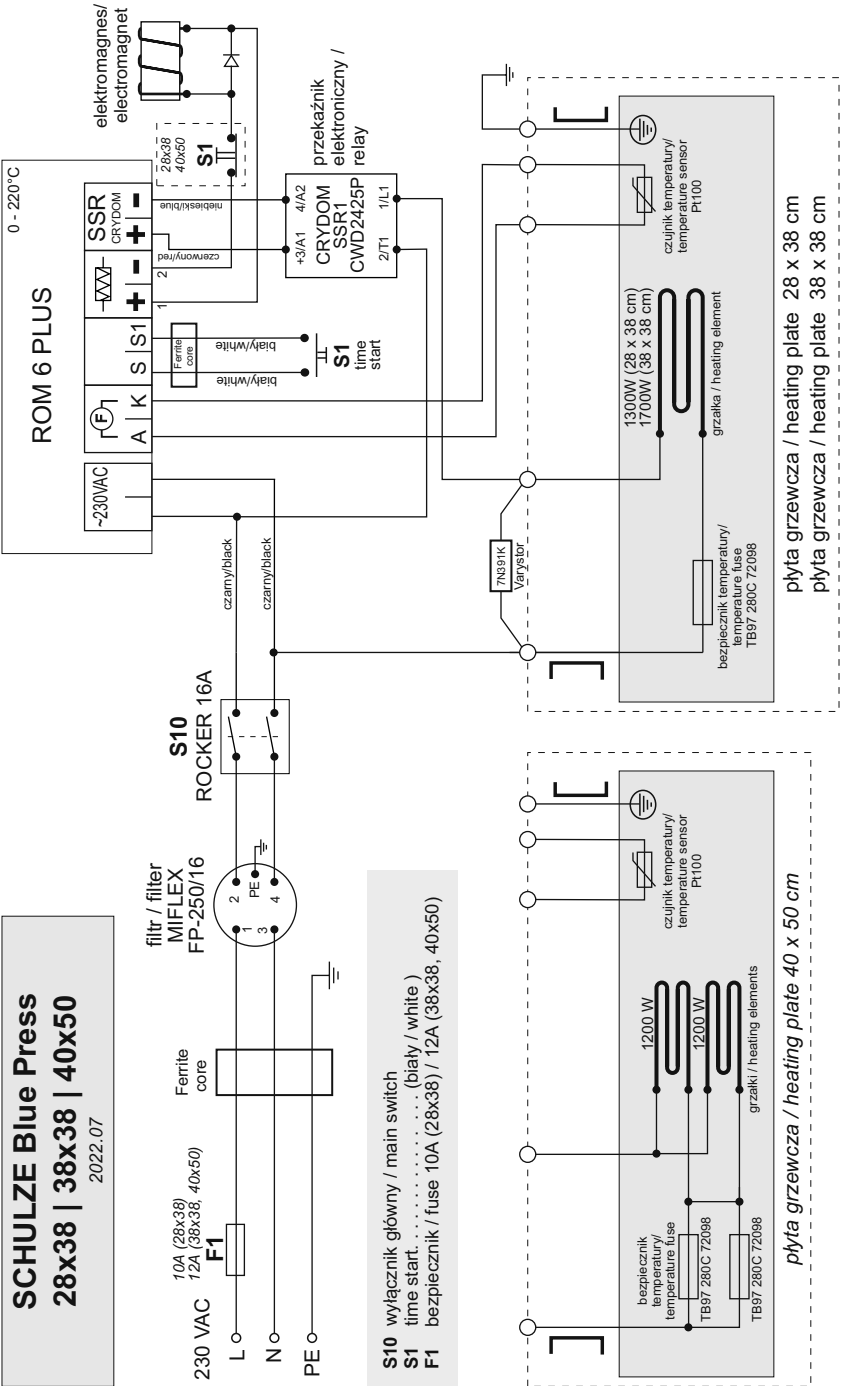 SCHULZE Blue Press
28x38 | 38x38 | 40x50
2022.07
230 VAC
L
N
PE
10A (28x38)
12A (38x38, 40x50)
F1
Ferrite
core
filtr / filter
MIFLEX
FP-250/16
1
2
3
4
PE
S10
ROCKER 16A
czarny/black
czarny/black
ROM 6 PLUS
0 - 220°C
~230VAC
F
A
K
S
S1
+
-
SSR
CRYDOM
+
-
Ferrite
core
biały/white
biały/white
S1
time
start
1
2
czerwony/red
niebieski/blue
28x38
40x50
S1
elektromagnes/
electromagnet
+3/A1
4/A2
CRYDOM
SSR1
CWD2425P
2/T1
1/L1
przekaźnik
elektroniczny /
relay
S10 wyłącznik główny / main switch
S1 time start. . . . . . . . . . . . (biały / white )
F1 bezpiecznik / fuse 10A (28x38) / 12A (38x38, 40x50)
7N391K
Varystor
bezpiecznik temperatury/
temperature fuse
TB97 280C 72098
1300W (28 x 38 cm)
1700W (38 x 38 cm)
grzałka / heating element
czujnik temperatury/
temperature sensor
Pt100
płyta grzewcza / heating plate 28 x 38 cm
płyta grzewcza / heating plate 38 x 38 cm
bezpiecznik
temperatury/
temperature fuse
TB97 280C 72098
TB97 280C 72098
1200 W
1200 W
grzałki / heating elements
czujnik temperatury/
temperature sensor
Pt100
płyta grzewcza / heating plate 40 x 50 cm